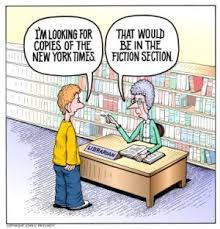 I'M LOOKING FOR
COPIES OF THE
NEW YORK TIMES.
THAT WOULD
BE IN THE
FICTION SECTION.
LIBRARIAN